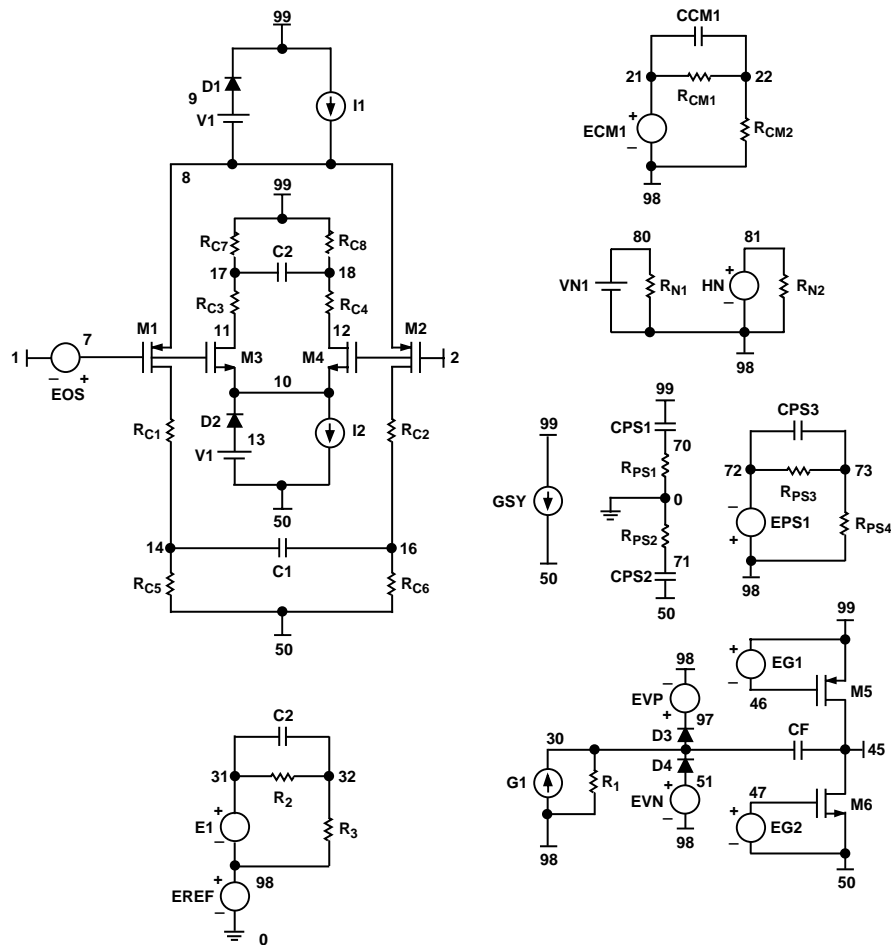 99
D1
9
V1
I1
8
99
RC7
RC8
C2
17
18
RC3
RC4
M1
11
12
M2
7
1
M3
M4
2
− +
EOS
10
RC1
D2
13
V1
I2
RC2
50
14
C1
16
RC5
RC6
50
C2
31
R2
32
+
E1
−
R3
98
+
EREF
−
0
CCM1
21
22
RCM1
+
ECM1
−
RCM2
98
80
81
VN1
RN1
+
HN
−
RN2
98
99
GSY
50
99
CPS1
70
RPS1
0
RPS2
71
CPS2
50
CPS3
72
73
RPS3
−
EPS1
+
RPS4
98
99
+
EG1
−
M5
46
98
−
EVP
+
97
30
D3
CF
45
G1
R1
D4
51
+
EVN
−
98
98
47
+
EG2
−
M6
50